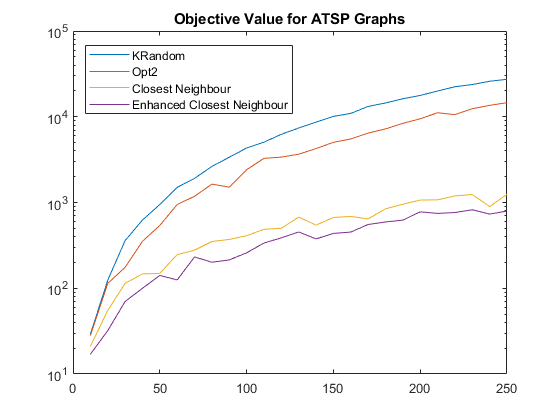 Objective Value for ATSP Graphs
10^5
10^4
10^3
10^2
10^1
KRandom
Opt2
Closest Neighbour
Enhanced Closest Neighbour
0 50 100 150 200 250